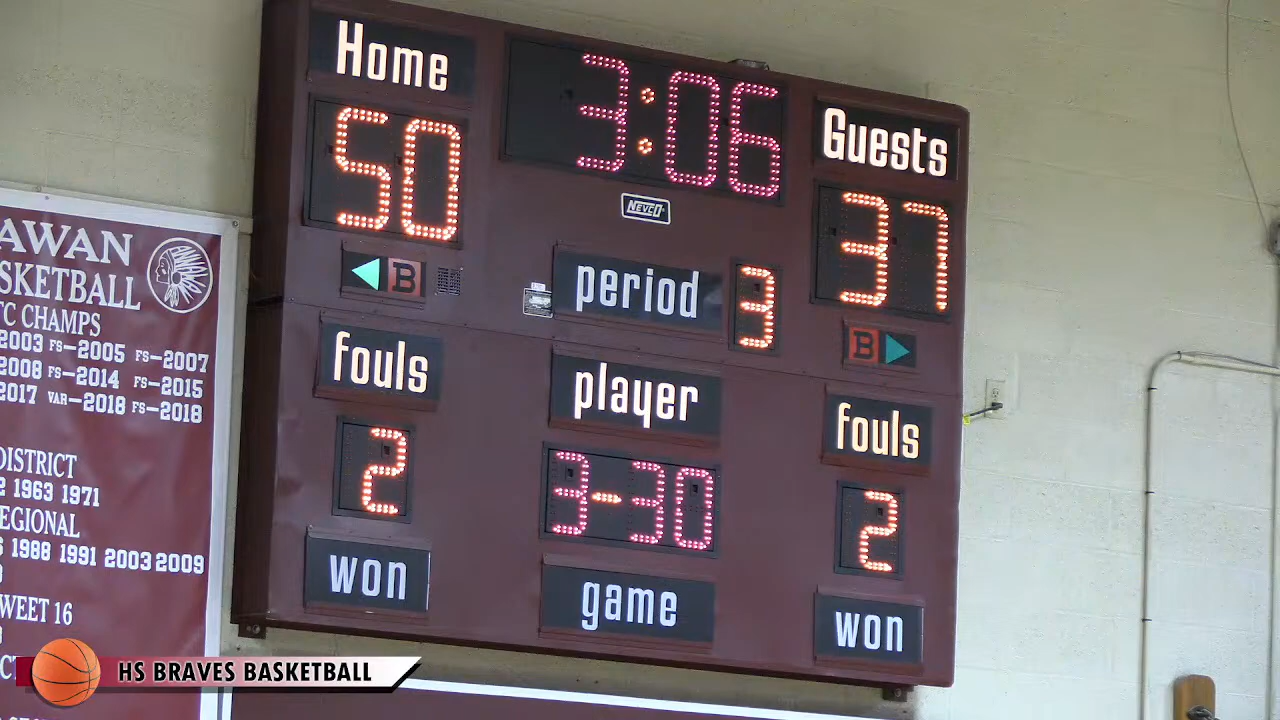 Home
3:06
Guests
50
37
NEVCO
B
period
3
B
fouls
player
fouls
2
3-30
2
won
game
won
AWAN
SKETBALL
TC CHAMPS
2003 FS-2005 FS-2007
2008 FS-2014 FS-2015
2017 VAR-2018 FS-2018
DISTRICT
1963 1971
EGIONAL
1988 1991 2003 2009
WEET 16
HS BRAVES BASKETBALL